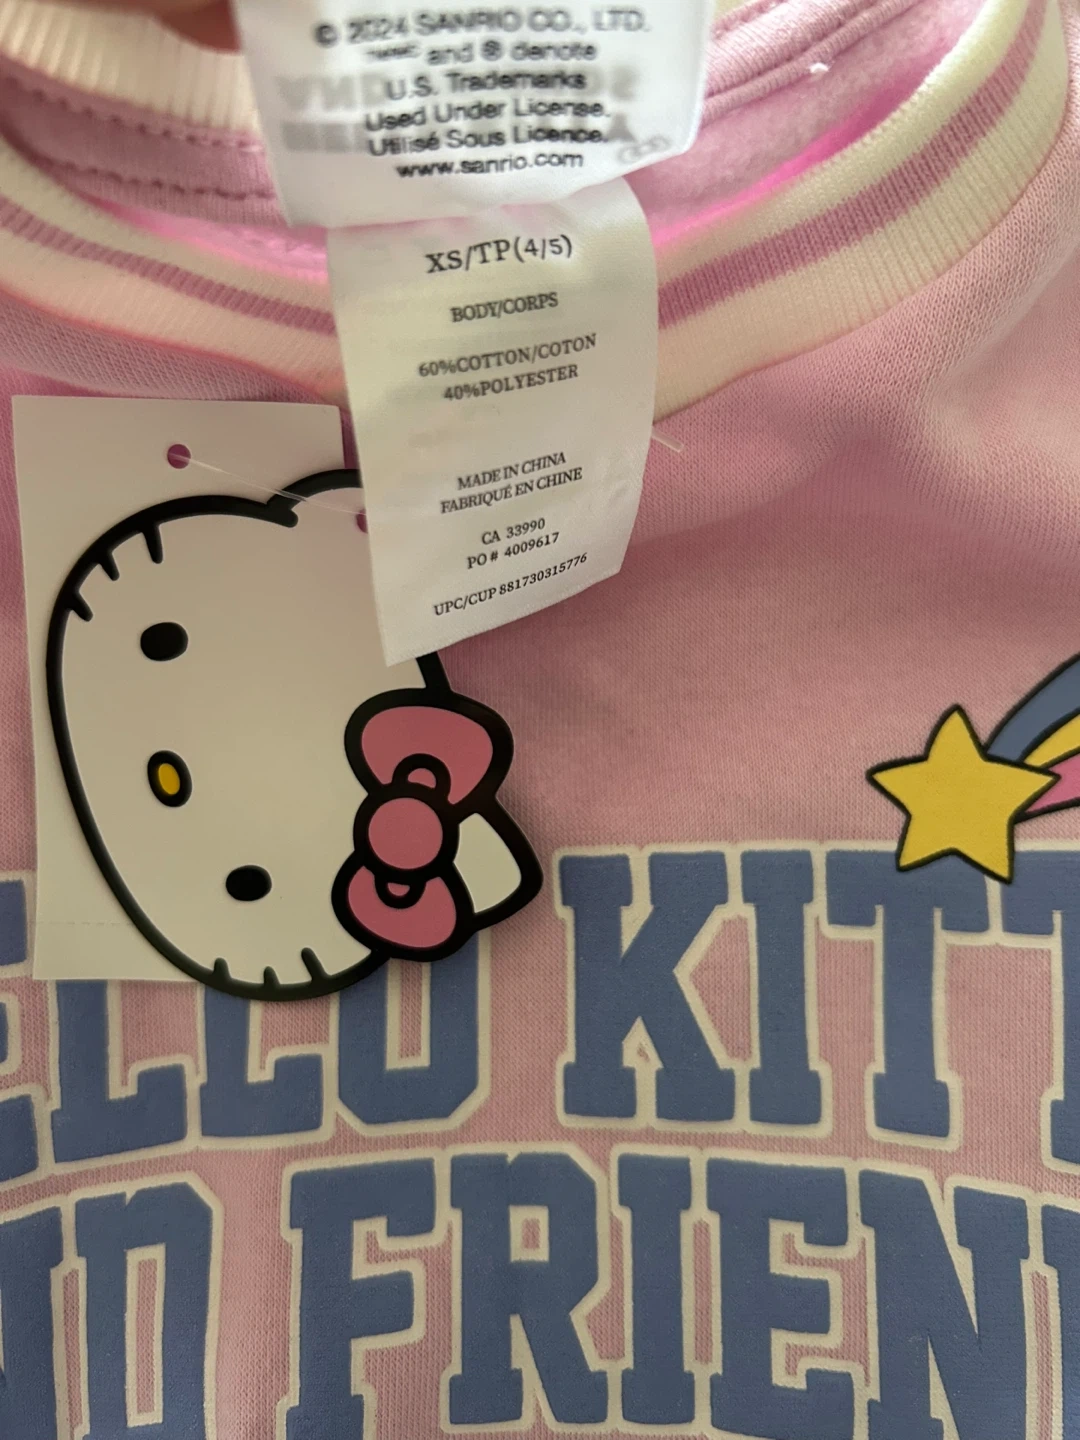 © 2024 SANRIO CO., LTD.
and ® denote
U.S. Trademarks
Used Under License.
Utilisé Sous Licence.
www.sanrio.com
XS/TP(4/5)
BODY/CORPS
60%COTTON/COTON
40%POLYESTER
MADE IN CHINA
FABRIQUÉ EN CHINE
CA 33990
PO # 4009617
UPC/CUP 881730315776
ELLO KITT
ND FRIEN